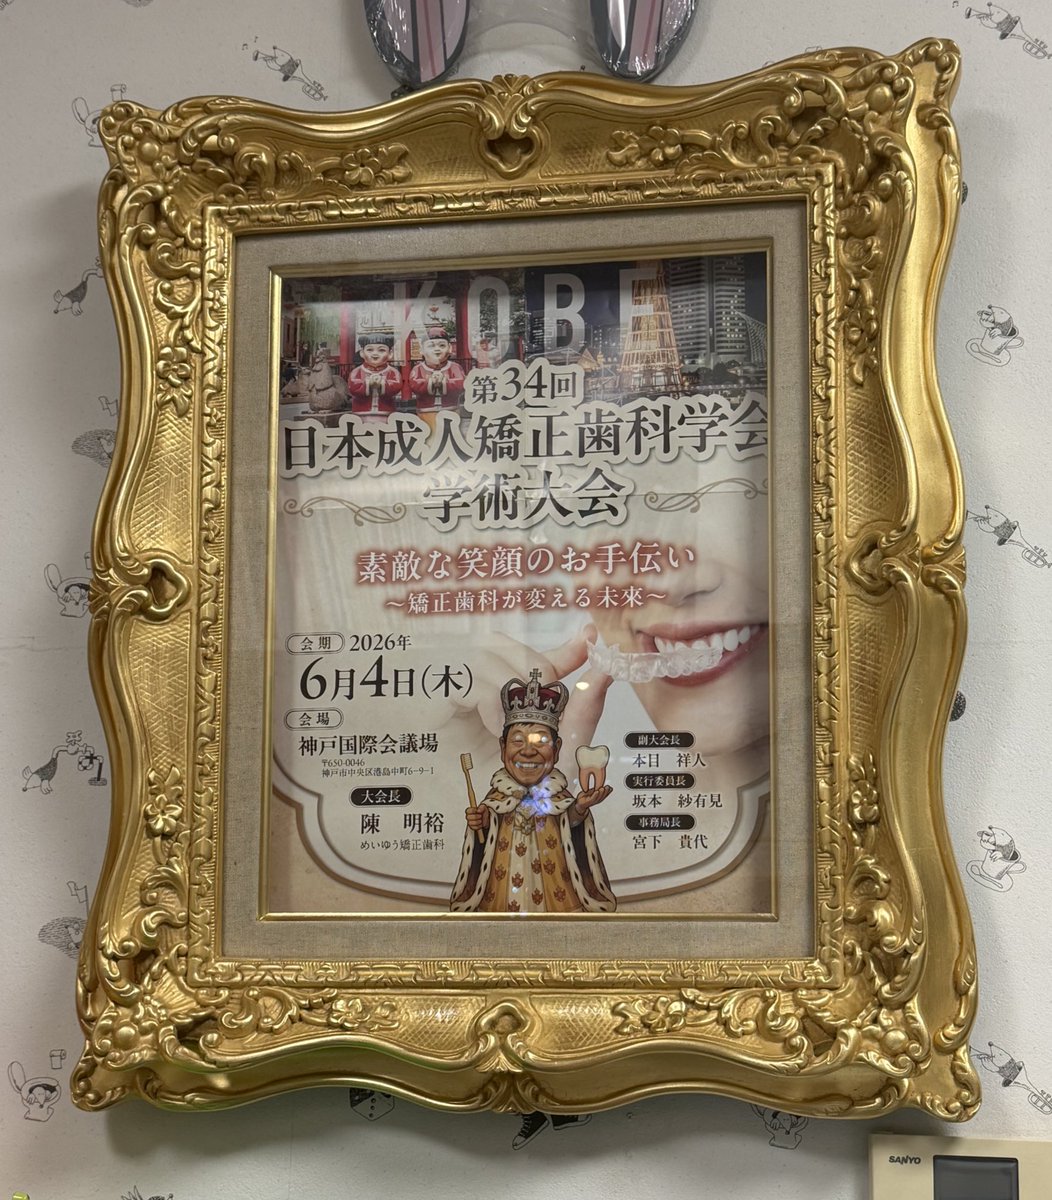 KOBE
第34回
日本成人矯正歯科学会
学術大会
素敵な笑顔のお手伝い
～矯正歯科が変える未來～
会期 2026年
6月4日(木)
会場
神戸国際会議場
〒650-0046
神戸市中央区港島中町6-9-1
大会長
陳 明裕
めいゆう矯正歯科
副大会長
本目 祥人
実行委員長
坂本 紗有見
事務局長
宮下 貴代
SANYO